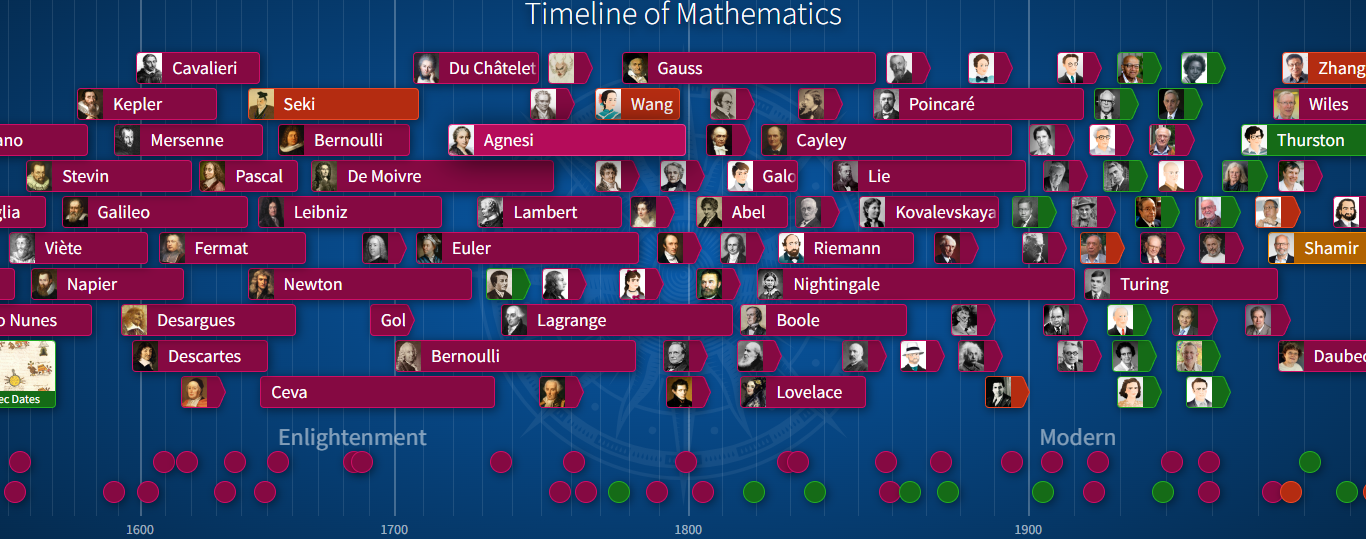 Timeline of Mathematics
Cavalieri
Du Châtelet
Gauss
Zhang
Kepler
Seki
Wang
Poincaré
Wiles
ano
Mersenne
Bernoulli
Agnesi
Cayley
Thurston
Stevin
Pascal
De Moivre
Galo
Lie
glia
Galileo
Leibniz
Lambert
Abel
Kovalevskaya
Viète
Fermat
Euler
Riemann
Shamir
Napier
Newton
Nightingale
Turing
o Nunes
Desargues
Gol
Lagrange
Boole
Descartes
Bernoulli
Daubec
ec Dates
Ceva
Lovelace
Enlightenment
Modern
1600
1700
1800
1900